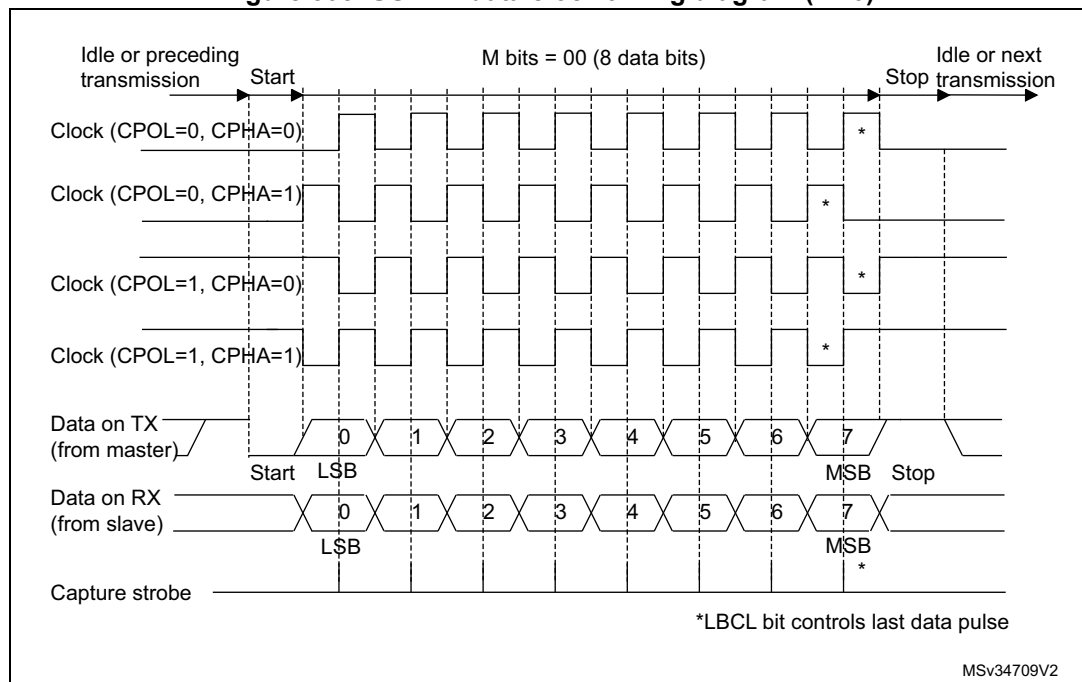 Idle or preceding
transmission
Start
M bits = 00 (8 data bits)
Stop
Idle or next
transmission
Clock (CPOL=0, CPHA=0)
*
Clock (CPOL=0, CPHA=1)
*
Clock (CPOL=1, CPHA=0)
*
Clock (CPOL=1, CPHA=1)
*
Data on TX
(from master)
0 1 2 3 4 5 6 7
Start LSB MSB Stop
Data on RX
(from slave)
0 1 2 3 4 5 6 7
LSB MSB
*
Capture strobe
*LBCL bit controls last data pulse
MSv34709V2